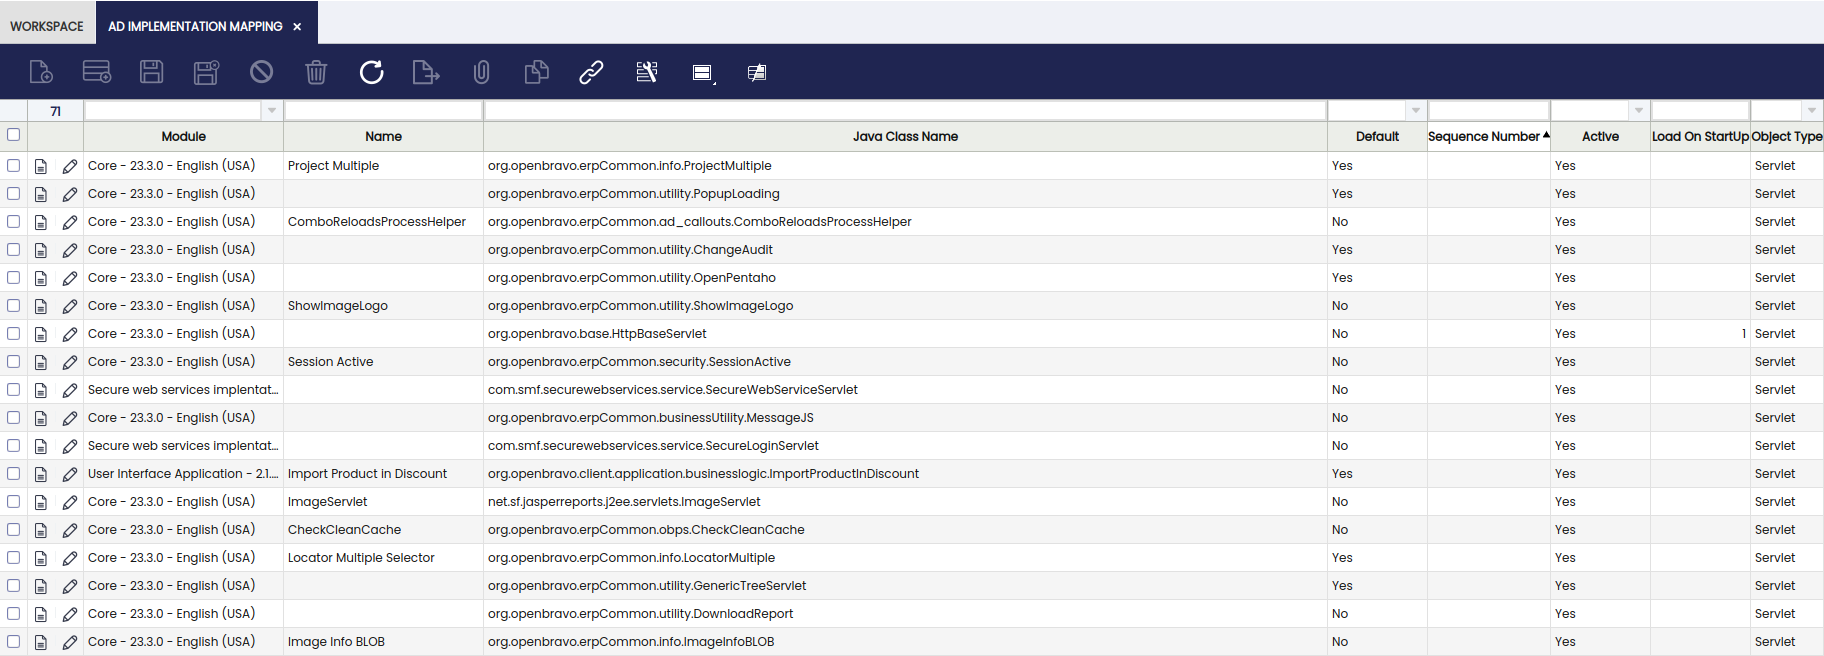 WORKSPACE AD IMPLEMENTATION MAPPING ×
71
Module Name Java Class Name Default Sequence Number Active Load On StartUp Object Type
Core - 23.3.0 - English (USA) Project Multiple org.openbravo.erpCommon.info.ProjectMultiple Yes Yes Servlet
Core - 23.3.0 - English (USA) org.openbravo.erpCommon.utility.PopupLoading Yes Yes Servlet
Core - 23.3.0 - English (USA) ComboReloadsProcessHelper org.openbravo.erpCommon.ad_callouts.ComboReloadsProcessHelper No Yes Servlet
Core - 23.3.0 - English (USA) org.openbravo.erpCommon.utility.ChangeAudit Yes Yes Servlet
Core - 23.3.0 - English (USA) org.openbravo.erpCommon.utility.OpenPentaho Yes Yes Servlet
Core - 23.3.0 - English (USA) ShowImageLogo org.openbravo.erpCommon.utility.ShowImageLogo No Yes Servlet
Core - 23.3.0 - English (USA) org.openbravo.base.HttpBaseServlet No Yes 1 Servlet
Core - 23.3.0 - English (USA) Session Active org.openbravo.erpCommon.security.SessionActive No Yes Servlet
Secure web services implentat... com.smf.securewebservices.service.SecureWebServiceServlet No Yes Servlet
Core - 23.3.0 - English (USA) org.openbravo.erpCommon.businessUtility.MessageJS No Yes Servlet
Secure web services implentat... com.smf.securewebservices.service.SecureLoginServlet No Yes Servlet
User Interface Application - 2.1.... Import Product in Discount org.openbravo.client.application.businesslogic.ImportProductInDiscount Yes Yes Servlet
Core - 23.3.0 - English (USA) ImageServlet net.sf.jasperreports.j2ee.servlets.ImageServlet No Yes Servlet
Core - 23.3.0 - English (USA) CheckCleanCache org.openbravo.erpCommon.obps.CheckCleanCache No Yes Servlet
Core - 23.3.0 - English (USA) Locator Multiple Selector org.openbravo.erpCommon.info.LocatorMultiple Yes Yes Servlet
Core - 23.3.0 - English (USA) org.openbravo.erpCommon.utility.GenericTreeServlet Yes Yes Servlet
Core - 23.3.0 - English (USA) org.openbravo.erpCommon.utility.DownloadReport No Yes Servlet
Core - 23.3.0 - English (USA) Image Info BLOB org.openbravo.erpCommon.info.ImageInfoBLOB No Yes Servlet